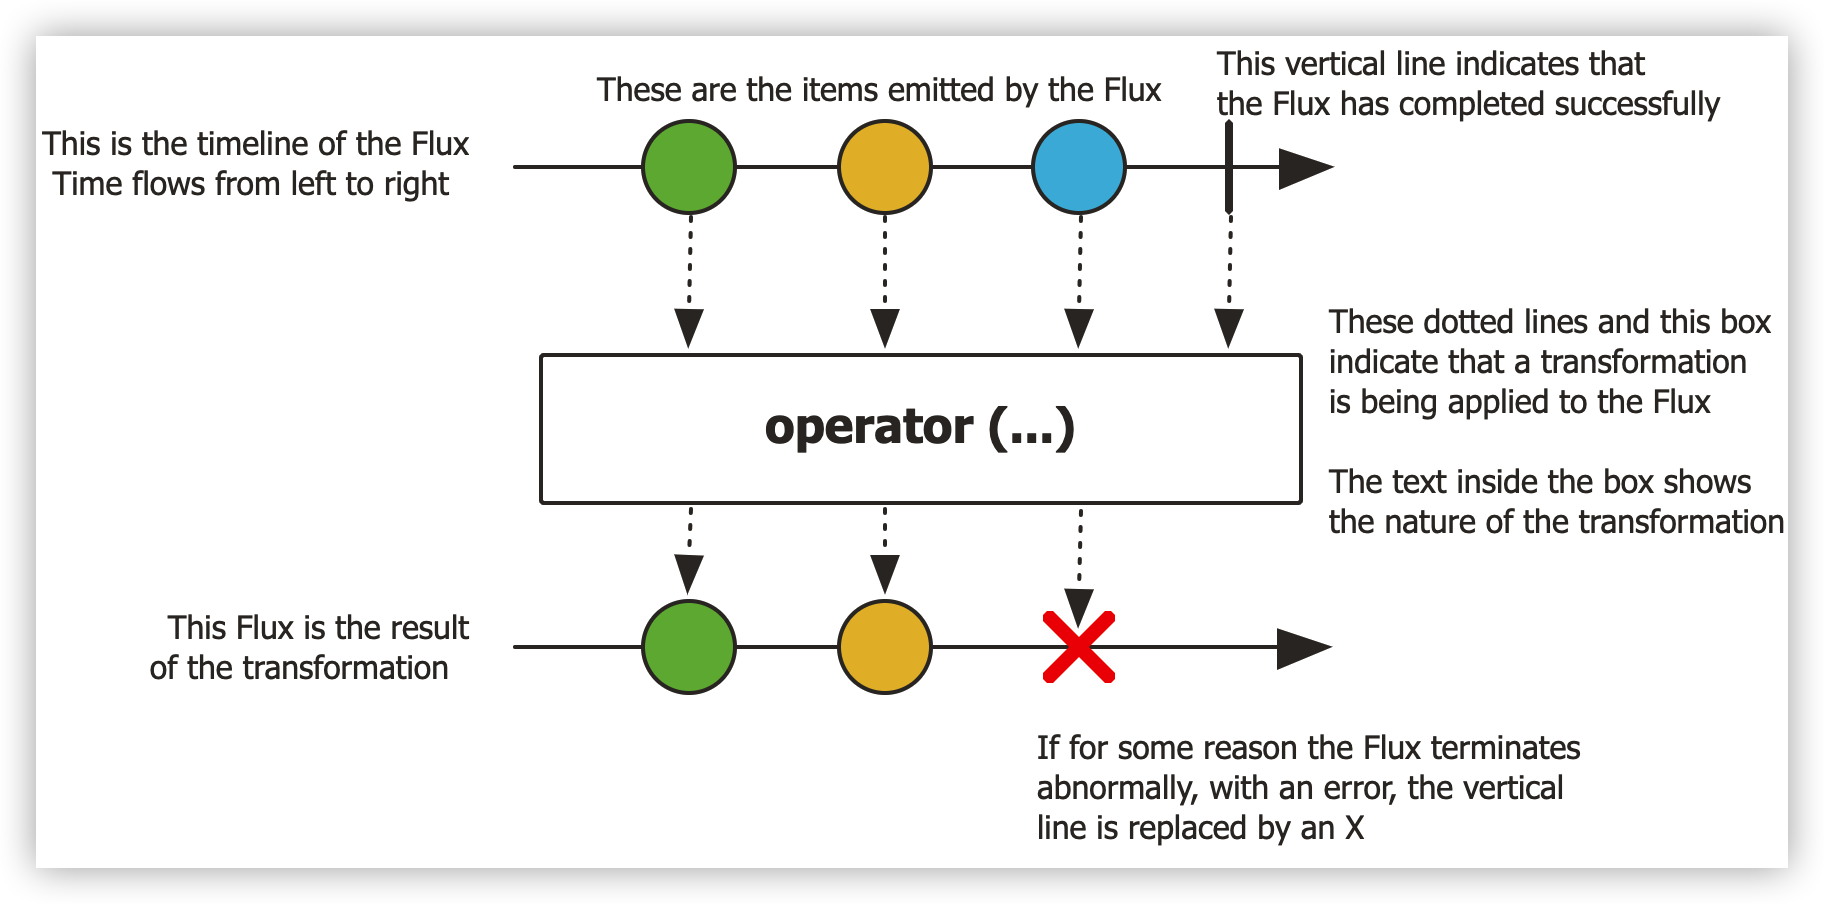 These are the items emitted by the Flux
This vertical line indicates that
the Flux has completed successfully
This is the timeline of the Flux
Time flows from left to right
These dotted lines and this box
indicate that a transformation
is being applied to the Flux
operator (...)
The text inside the box shows
the nature of the transformation
This Flux is the result
of the transformation
If for some reason the Flux terminates
abnormally, with an error, the vertical
line is replaced by an X